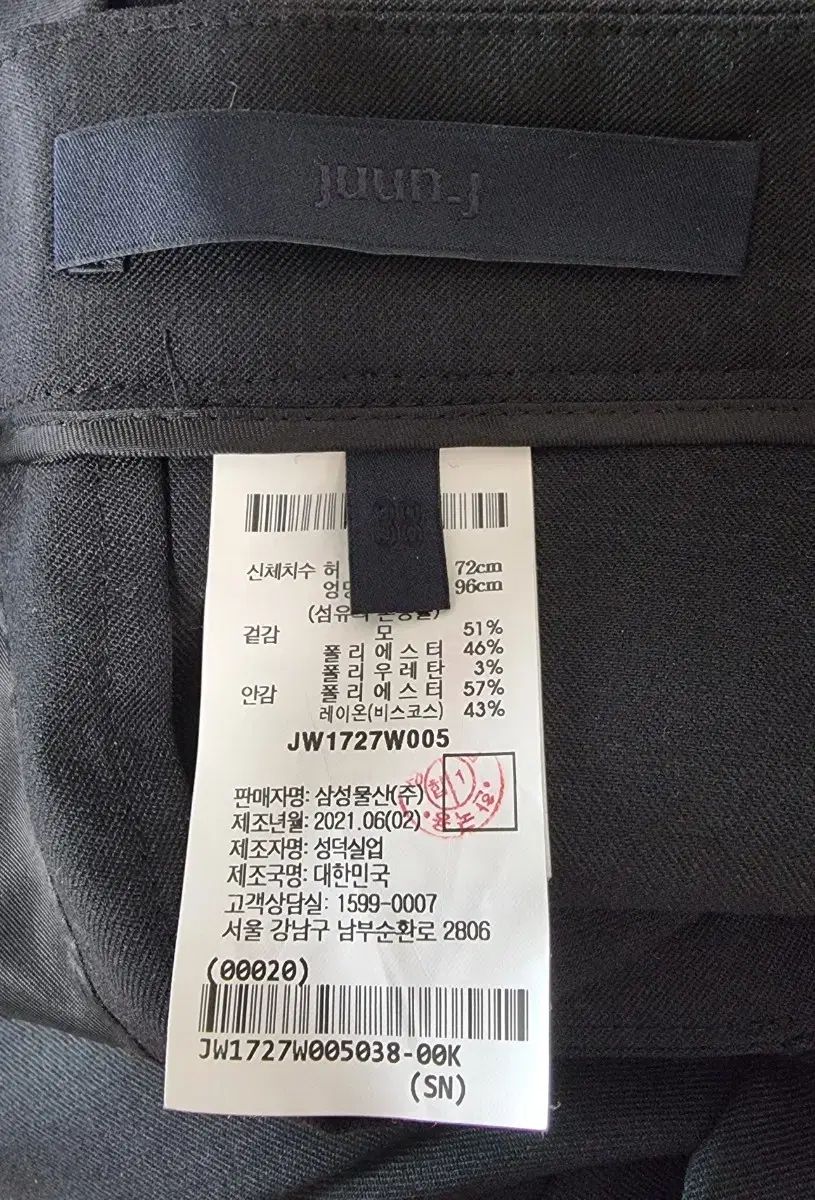 juun.j
신체치수 허 72cm
96cm
(섬유의
겉감 모 51%
폴리에스터 46%
폴리우레탄 3%
안감 폴리에스터 57%
레이온(비스코스) 43%
JW1727W005
판매자명: 삼성물산(주)
제조년월: 2021.06(02)
제조자명: 성덕실업
제조국명: 대한민국
고객상담실: 1599-0007
서울 강남구 남부순환로 2806
(00020)
JW1727W005038-00K
(SN)